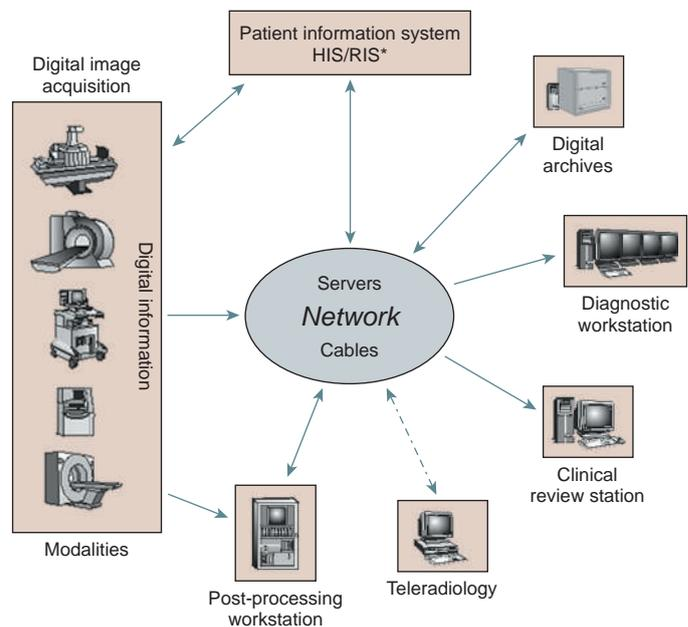 Patient information system
HIS/RIS*
Digital image
acquisition
Digital information
Modalities
Servers
Network
Cables
Digital
archives
Diagnostic
workstation
Clinical
review station
Teleradiology
Post-processing
workstation